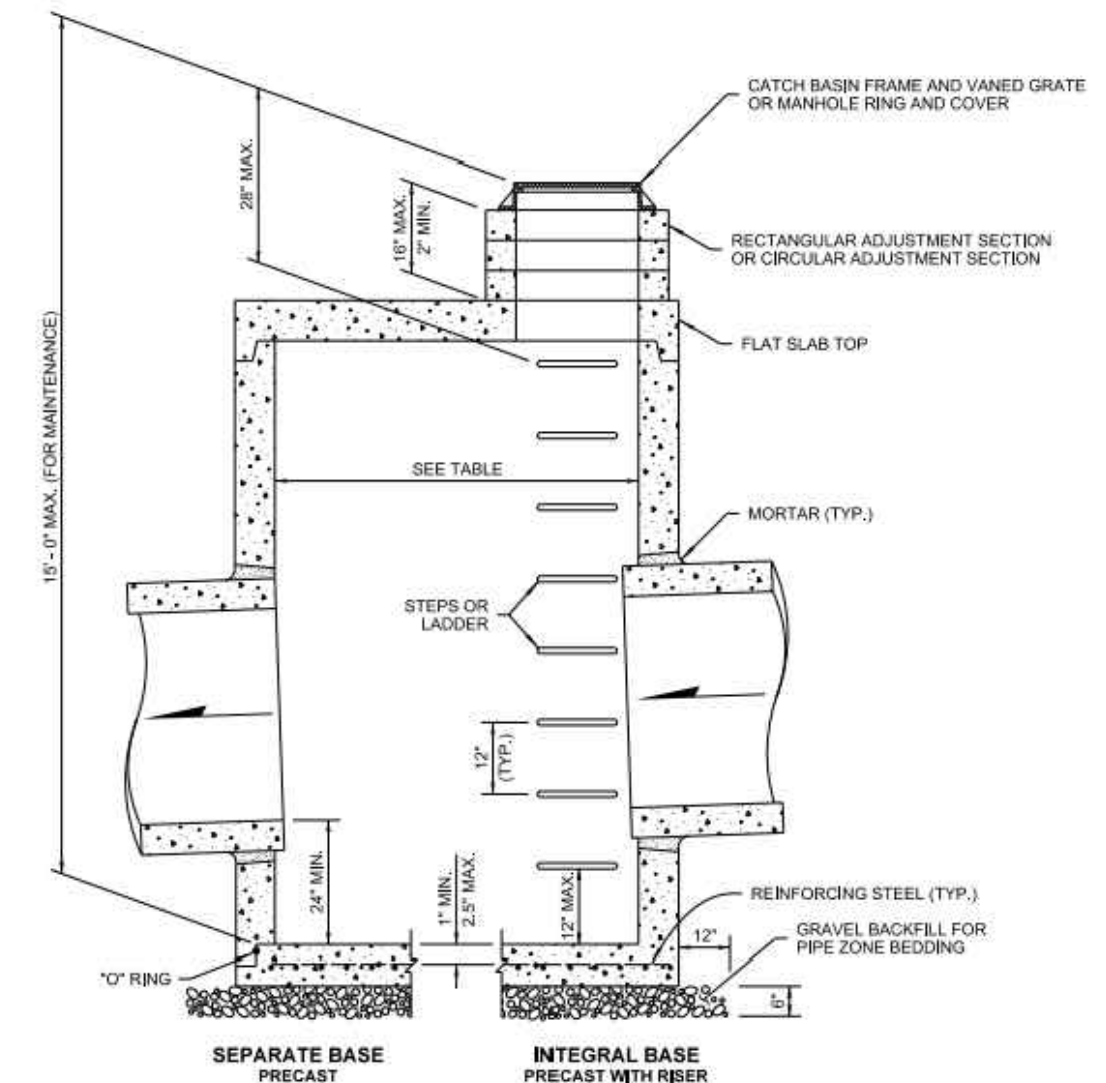 CATCH BASIN FRAME AND VANED GRATE
OR MANHOLE RING AND COVER
28" MAX.
16" MAX.
2" MIN.
RECTANGULAR ADJUSTMENT SECTION
OR CIRCULAR ADJUSTMENT SECTION
FLAT SLAB TOP
15' - 0" MAX. (FOR MAINTENANCE)
SEE TABLE
MORTAR (TYP.)
STEPS OR
LADDER
12"
(TYP.)
24" MIN.
1" MIN.
2.5" MAX.
12" MAX.
REINFORCING STEEL (TYP.)
12"
GRAVEL BACKFILL FOR
PIPE ZONE BEDDING
"O" RING
6"
SEPARATE BASE
PRECAST
INTEGRAL BASE
PRECAST WITH RISER